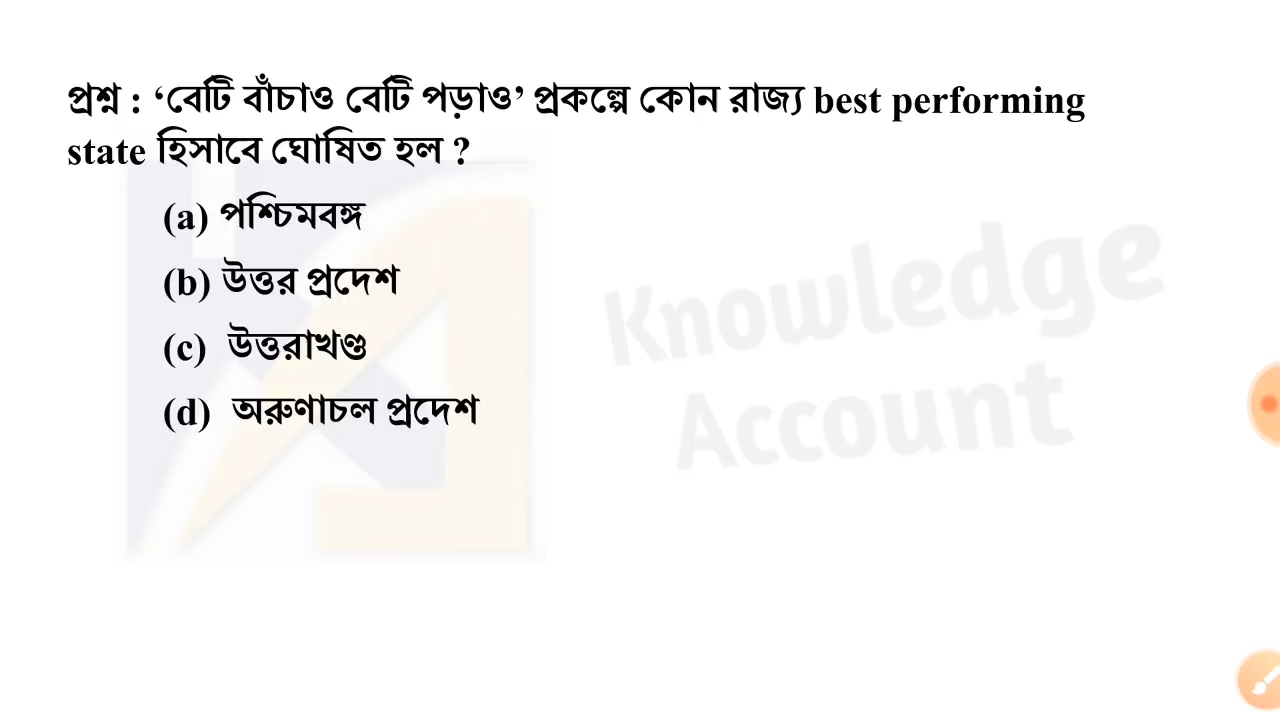 প্রশ্ন : ‘বেটি বাঁচাও বেটি পড়াও’ প্রকল্পে কোন রাজ্য best performing
state হিসাবে ঘোষিত হল ?
(a) পশ্চিমবঙ্গ
(b) উত্তর প্রদেশ
(c) উত্তরাখণ্ড
(d) অরুণাচল প্রদেশ
Knowledge
Account